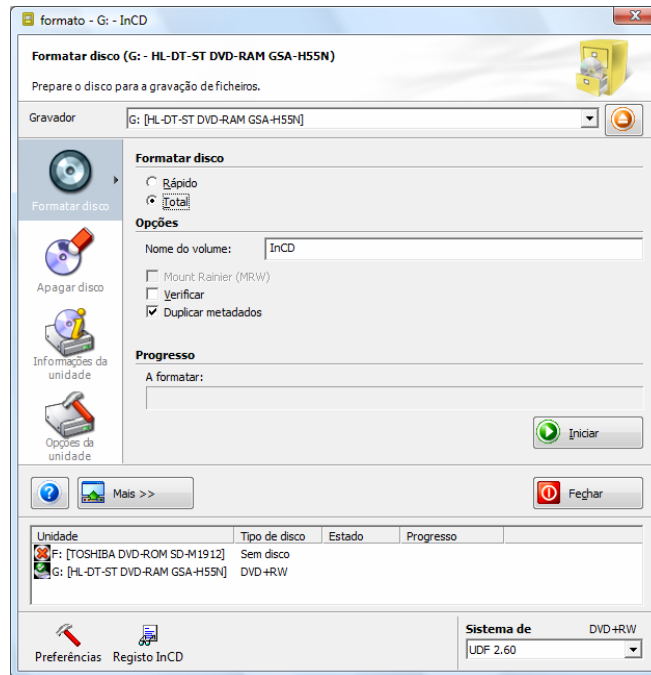 formato - G: - InCD
Formatar disco (G: - HL-DT-ST DVD-RAM GSA-H55N)
Prepare o disco para a gravação de ficheiros.
Gravador
G: [HL-DT-ST DVD-RAM GSA-H55N]
Formatar disco
Formatar disco
Rápido
Total
Opções
Nome do volume:
InCD
Apagar disco
Mount Rainier (MRW)
Verificar
Duplicar metadados
Informações da
unidade
Progresso
A formatar:
Opções da
unidade
Iniciar
Mais >>
Fechar
Unidade Tipo de disco Estado Progresso
F: [TOSHIBA DVD-ROM SD-M1912] Sem disco
G: [HL-DT-ST DVD-RAM GSA-H55N] DVD+RW
Preferências Registo InCD
Sistema de DVD+RW
UDF 2.60